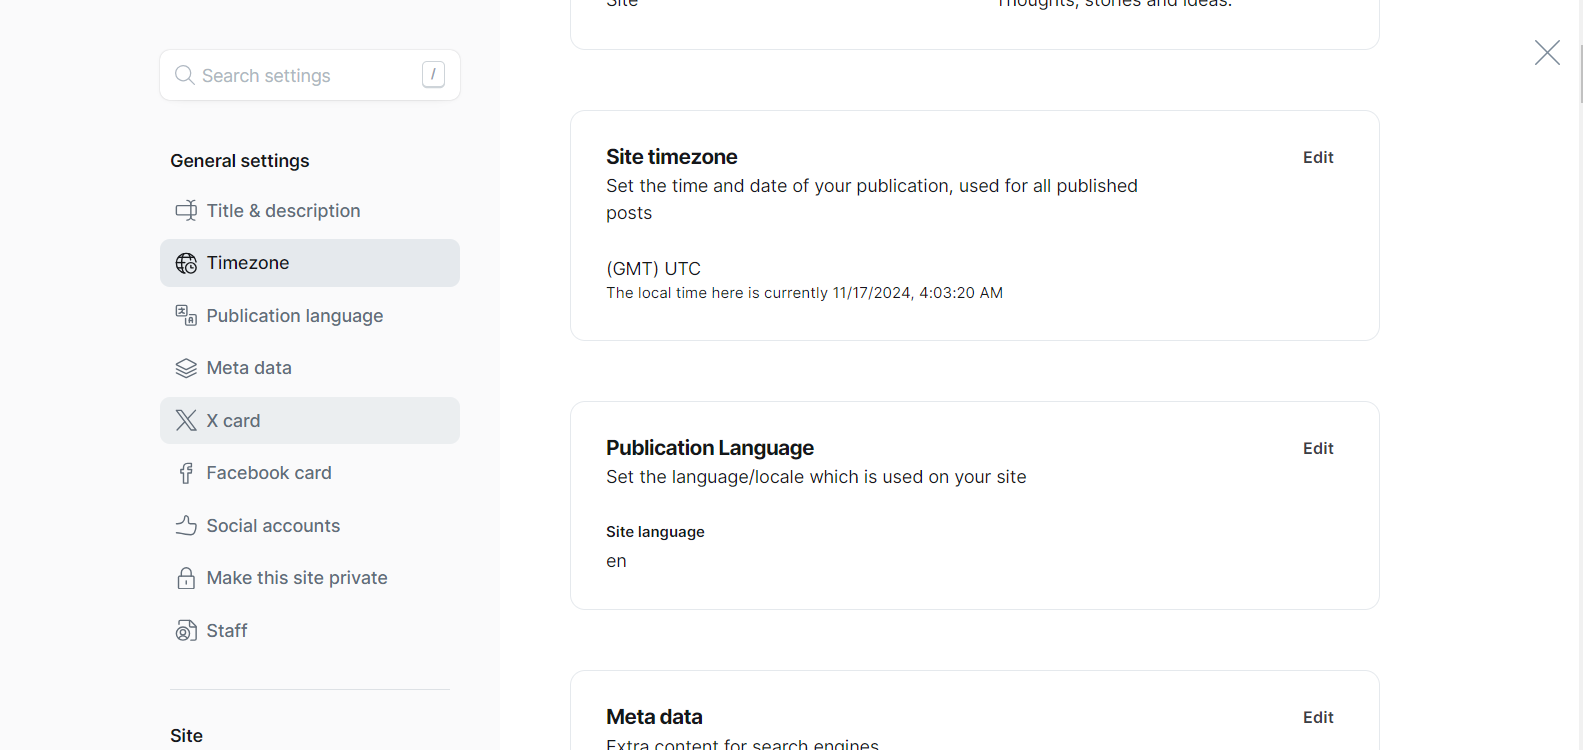 Site
Thoughts, stories and ideas.
Search settings
/
General settings
Title & description
Timezone
Publication language
Meta data
X card
Facebook card
Social accounts
Make this site private
Staff
Site
Site timezone
Edit
Set the time and date of your publication, used for all published
posts
(GMT) UTC
The local time here is currently 11/17/2024, 4:03:20 AM
Publication Language
Edit
Set the language/locale which is used on your site
Site language
en
Meta data
Edit
Extra content for search engines